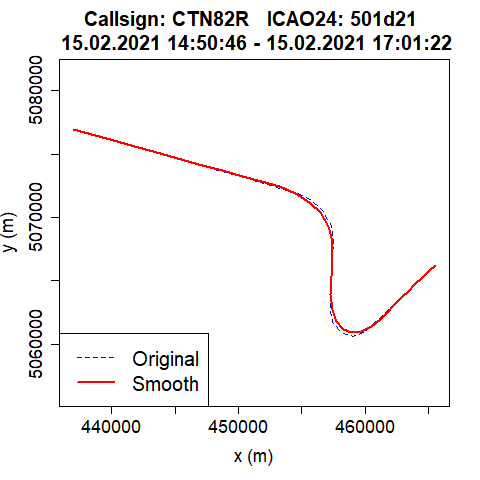 Callsign: CTN82R   ICAO24: 501d21
15.02.2021 14:50:46 - 15.02.2021 17:01:22
5080000
5070000
5060000
y (m)
Original
Smooth
440000 450000 460000
x (m)